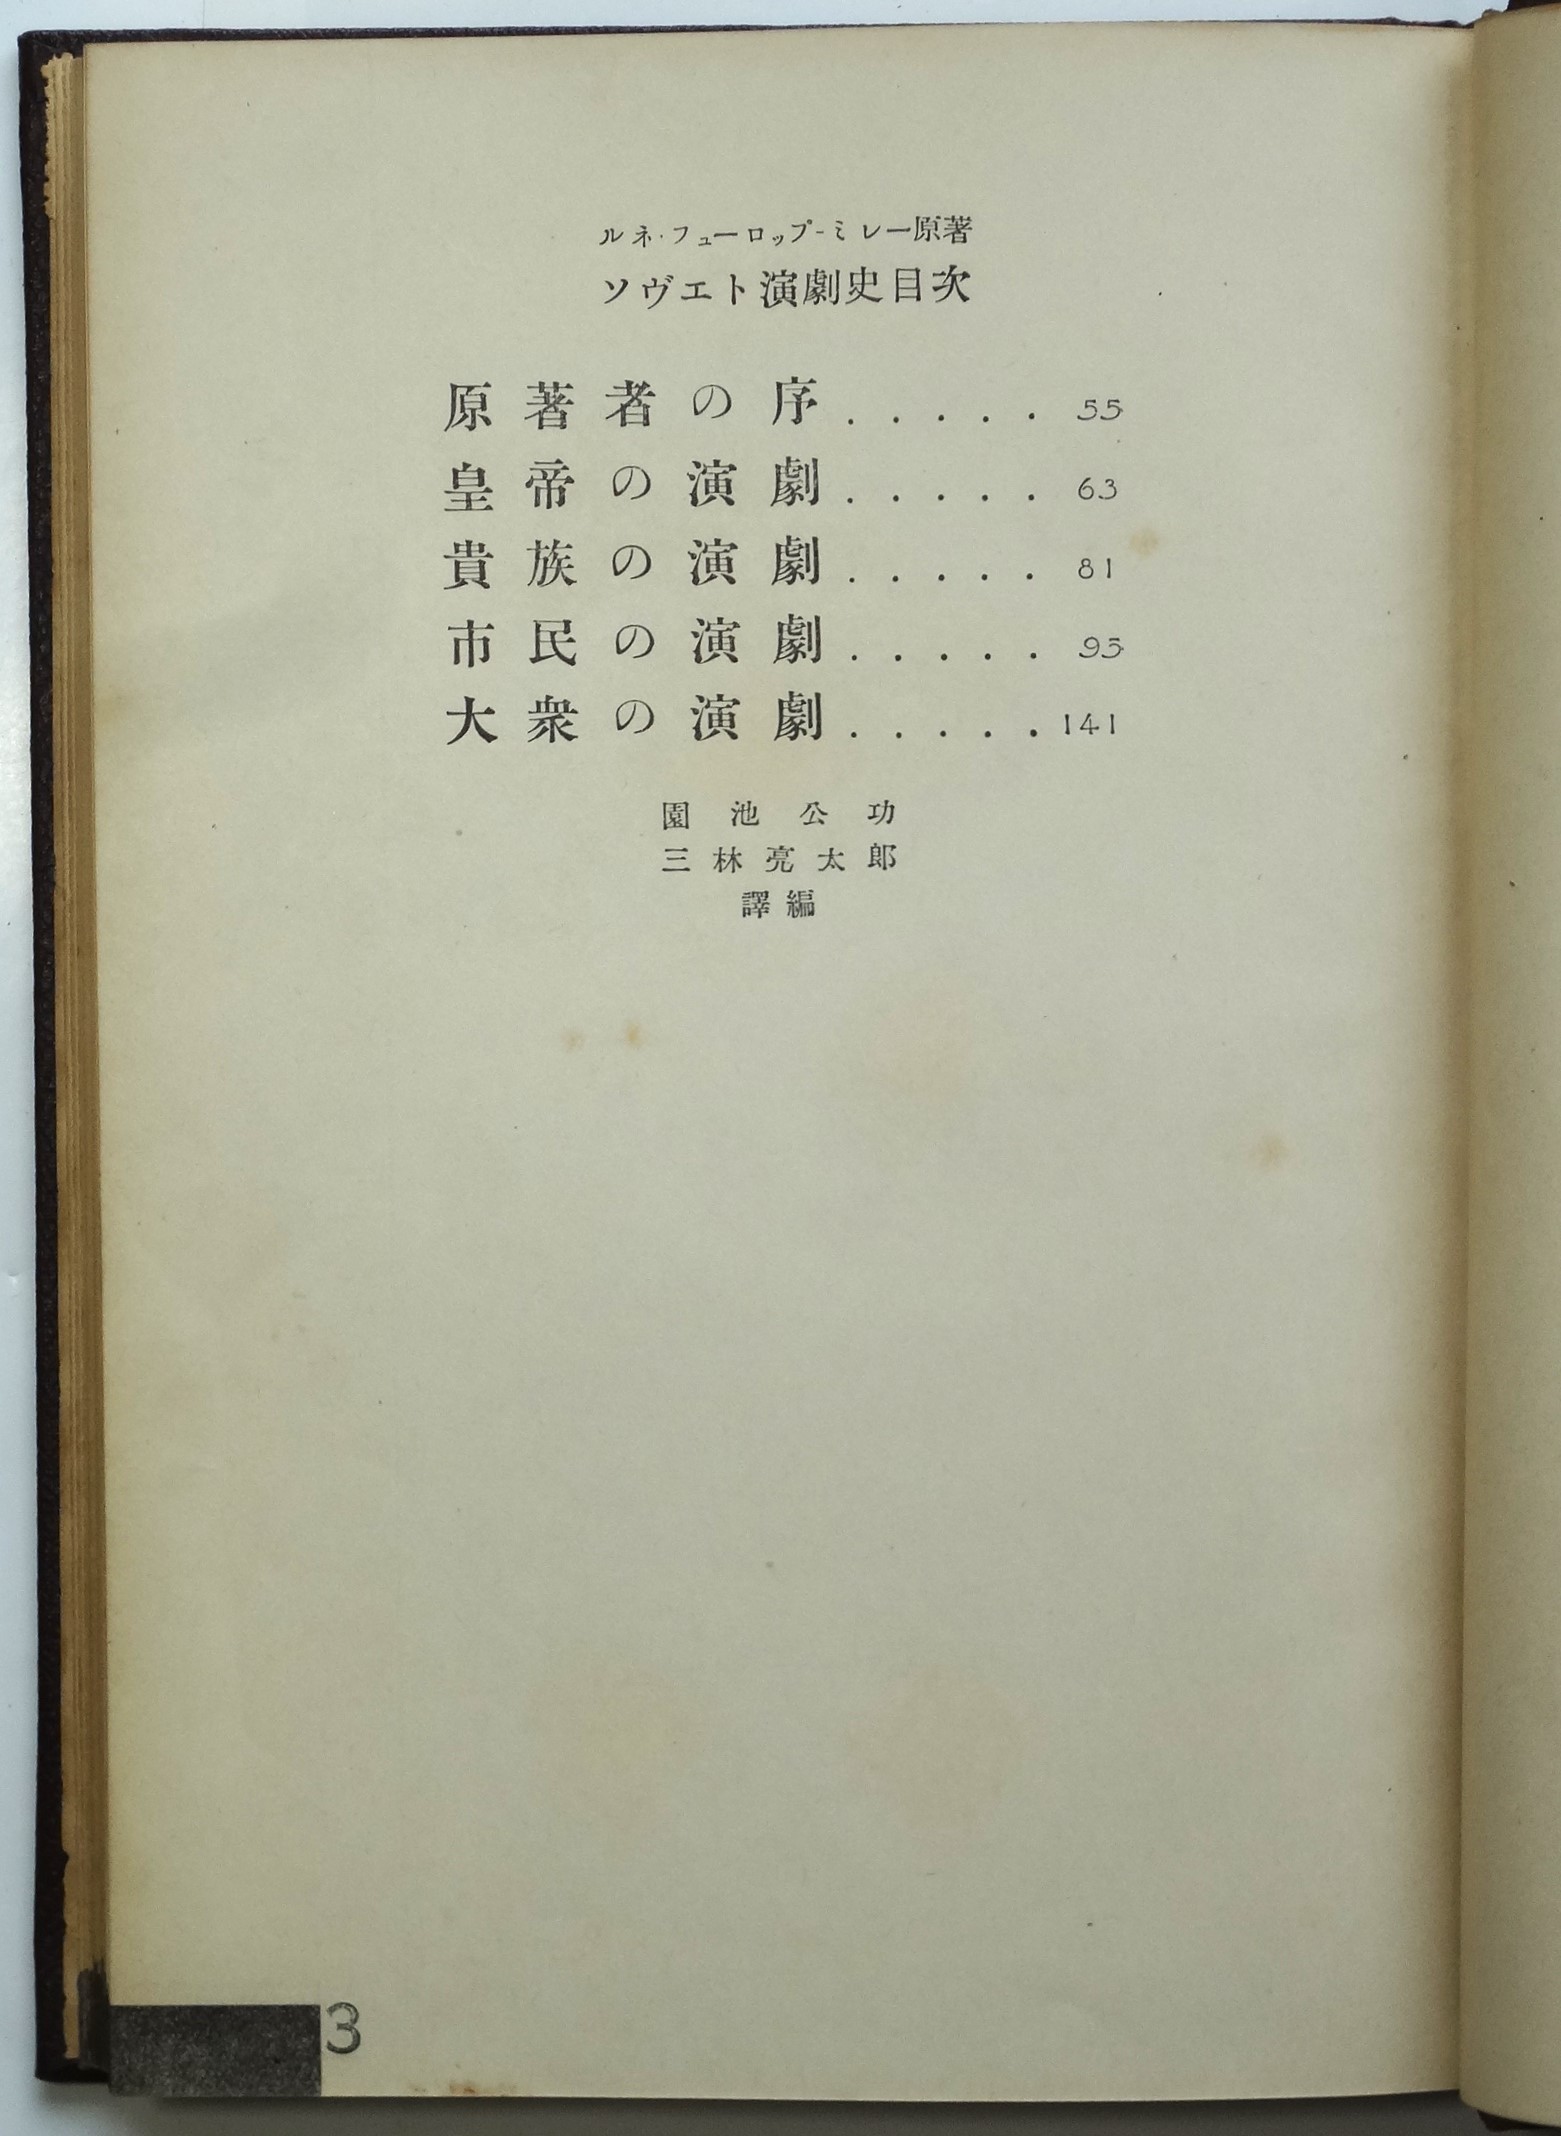 ルネ・フューロップ-ミレー原著
ソヴエト演劇史目次
原著者の序.....55
皇帝の演劇.....63
貴族の演劇.....81
市民の演劇.....95
大衆の演劇.....141
園池公功
三林亮太郎
譯編
3